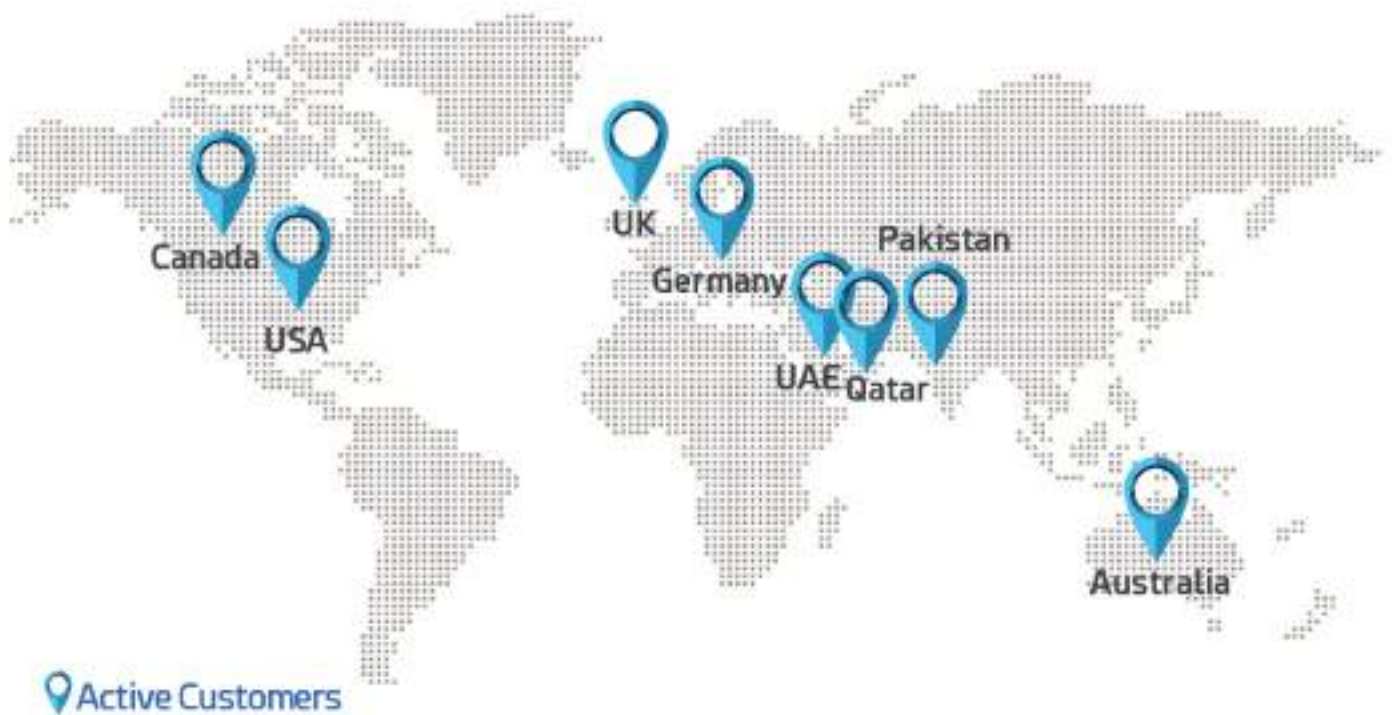 UK
Pakistan
Canada
Germany
USA
UAE
Qatar
Australia
Active Customers